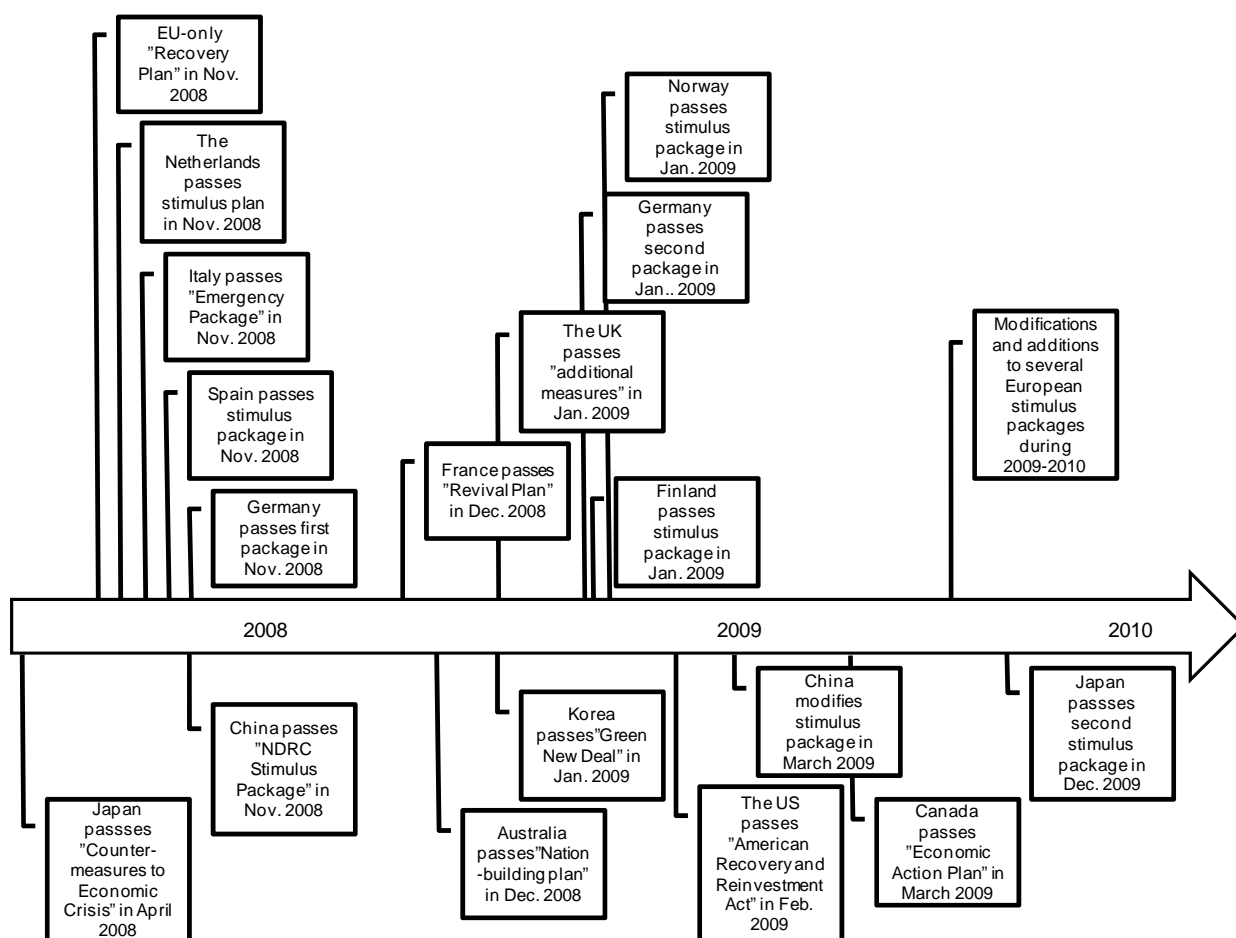 EU-only
”Recovery
Plan” in Nov.
2008
The
Netherlands
passes
stimulus plan
in Nov. 2008
Italy passes
”Emergency
Package” in
Nov. 2008
Spain passes
stimulus
package in
Nov. 2008
Germany
passes first
package in
Nov. 2008
Norway
passes
stimulus
package in
Jan. 2009
Germany
passes
second
package in
Jan.. 2009
The UK
passes
”additional
measures” in
Jan. 2009
France passes
”Revival Plan”
in Dec. 2008
Finland
passes
stimulus
package in
Jan. 2009
Modifications
and additions
to several
European
stimulus
packages
during
2009-2010
2008
2009
2010
Japan
passses
”Counter-
measures to
Economic
Crisis” in April
2008
China passes
”NDRC
Stimulus
Package” in
Nov. 2008
Australia
passes”Nation
-building plan”
in Dec. 2008
Korea
passes”Green
New Deal” in
Jan. 2009
The US
passes
”American
Recovery and
Reinvestment
Act” in Feb.
2009
China
modifies
stimulus
package in
March 2009
Canada
passes
”Economic
Action Plan” in
March 2009
Japan
passses
second
stimulus
package in
Dec. 2009